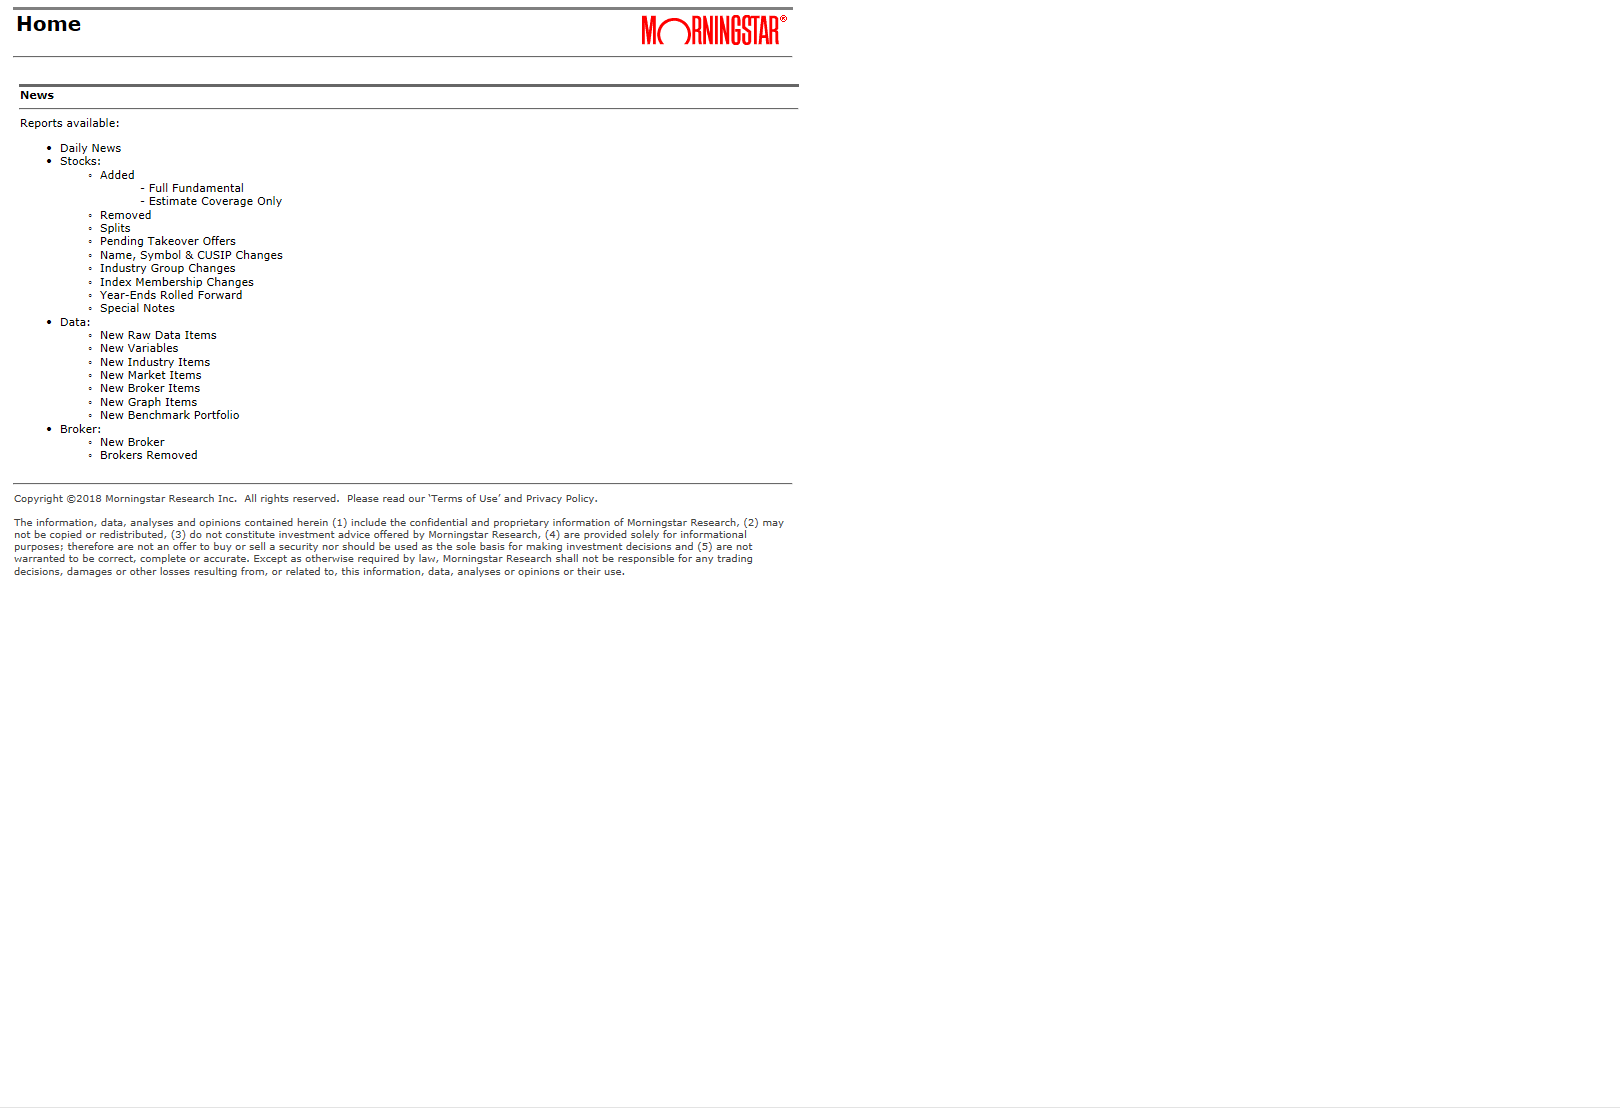 Home
MORNINGSTAR®
News
Reports available:
• Daily News
• Stocks:
◦ Added
- Full Fundamental
- Estimate Coverage Only
◦ Removed
◦ Splits
◦ Pending Takeover Offers
◦ Name, Symbol & CUSIP Changes
◦ Industry Group Changes
◦ Index Membership Changes
◦ Year-Ends Rolled Forward
◦ Special Notes
• Data:
◦ New Raw Data Items
◦ New Variables
◦ New Industry Items
◦ New Market Items
◦ New Broker Items
◦ New Graph Items
◦ New Benchmark Portfolio
• Broker:
◦ New Broker
◦ Brokers Removed
Copyright ©2018 Morningstar Research Inc.  All rights reserved.  Please read our ‘Terms of Use’ and Privacy Policy.
The information, data, analyses and opinions contained herein (1) include the confidential and proprietary information of Morningstar Research, (2) may
not be copied or redistributed, (3) do not constitute investment advice offered by Morningstar Research, (4) are provided solely for informational
purposes; therefore are not an offer to buy or sell a security nor should be used as the sole basis for making investment decisions and (5) are not
warranted to be correct, complete or accurate. Except as otherwise required by law, Morningstar Research shall not be responsible for any trading
decisions, damages or other losses resulting from, or related to, this information, data, analyses or opinions or their use.